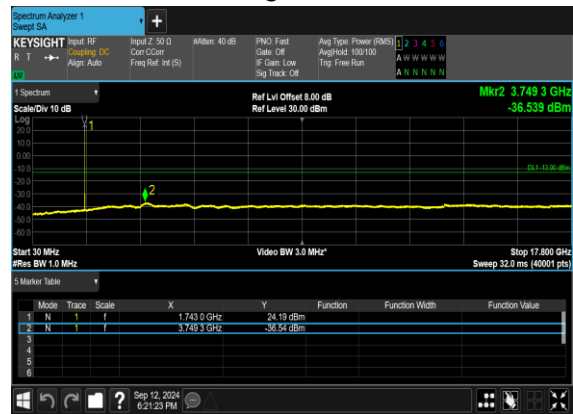 Spectrum Analyzer 1
Swept SA
+
KEYSIGHT
R T
LW
Input: RF
Coupling: DC
Align: Auto
Input Z: 50 Ω
Corr CCorr
Freq Ref: Int (S)
#Atten: 40 dB
PNO: Fast
Gate: Off
IF Gain: Low
Sig Track: Off
Avg Type: Power (RMS)
Avg|Hold: 100/100
Trig: Free Run
1 2 3 4 5 6
A W W W W W
A N N N N N
1 Spectrum
Scale/Div 10 dB
Ref Lvl Offset 8.00 dB
Ref Level 30.00 dBm
Mkr2 3.749 3 GHz
-36.539 dBm
Log
20.0
10.0
0.00
-10.0
-20.0
-30.0
-40.0
-50.0
-60.0
1
2
DL1 -13.00 dBm
Start 30 MHz
#Res BW 1.0 MHz
Video BW 3.0 MHz*
Stop 17.800 GHz
Sweep 32.0 ms (40001 pts)
5 Marker Table
Mode Trace Scale X Y Function Function Width Function Value
1 N 1 f 1.743 0 GHz 24.19 dBm
2 N 1 f 3.749 3 GHz -36.54 dBm
3
4
5
6
?
Sep 12, 2024
6:21:23 PM